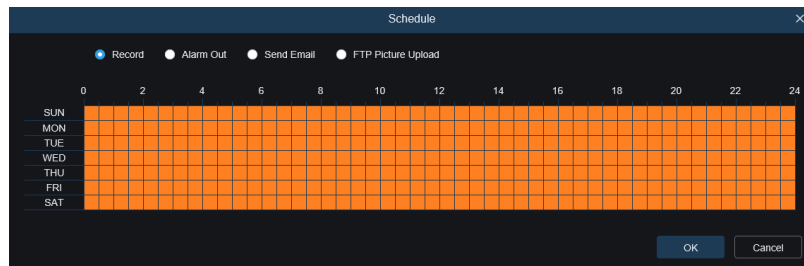 Schedule ×
Record Alarm Out Send Email FTP Picture Upload
0 2 4 6 8 10 12 14 16 18 20 22 24
SUN
MON
TUE
WED
THU
FRI
SAT
OK Cancel